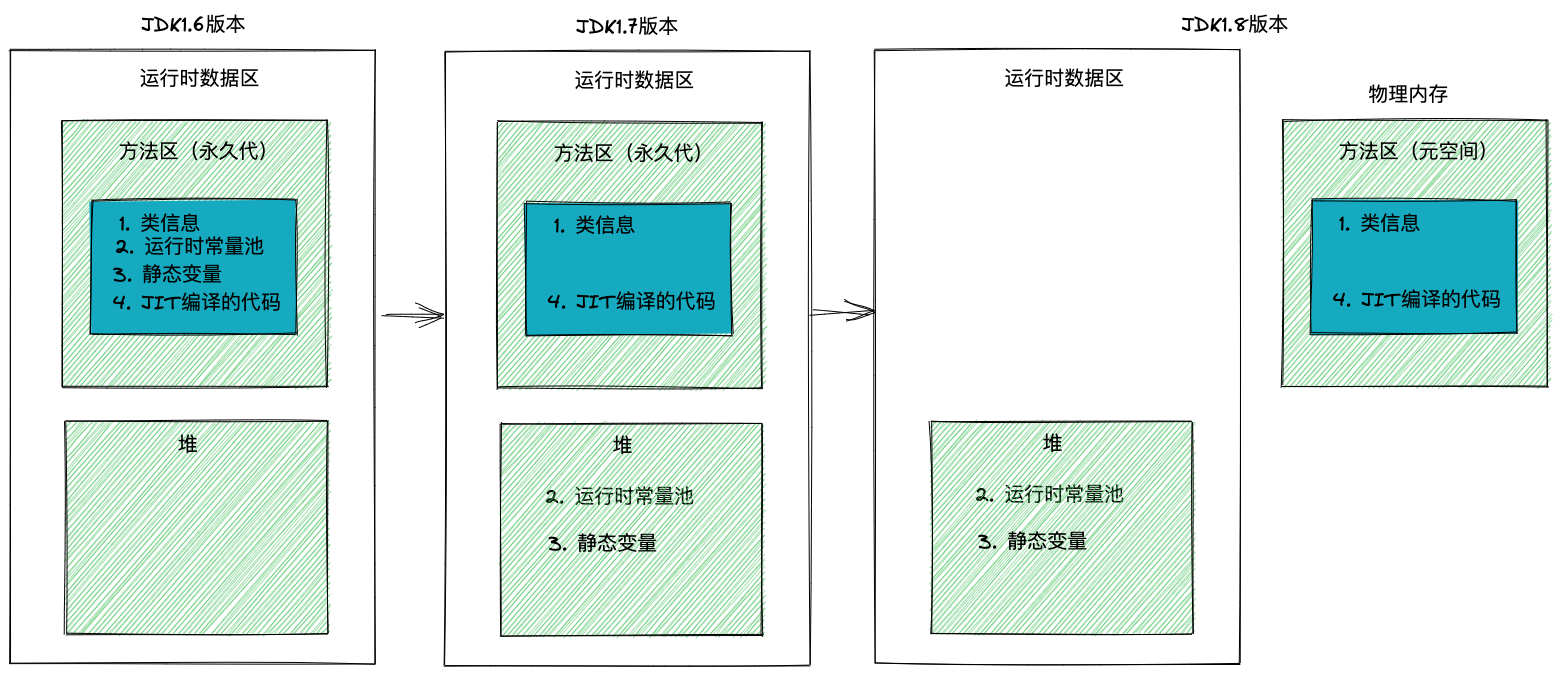 JDK1.6版本
运行时数据区
方法区（永久代）
1. 类信息
2. 运行时常量池
3. 静态变量
4. JIT编译的代码
堆
JDK1.7版本
运行时数据区
方法区（永久代）
1. 类信息
4. JIT编译的代码
堆
2. 运行时常量池
3. 静态变量
JDK1.8版本
运行时数据区
堆
2. 运行时常量池
3. 静态变量
物理内存
方法区（元空间）
1. 类信息
4. JIT编译的代码